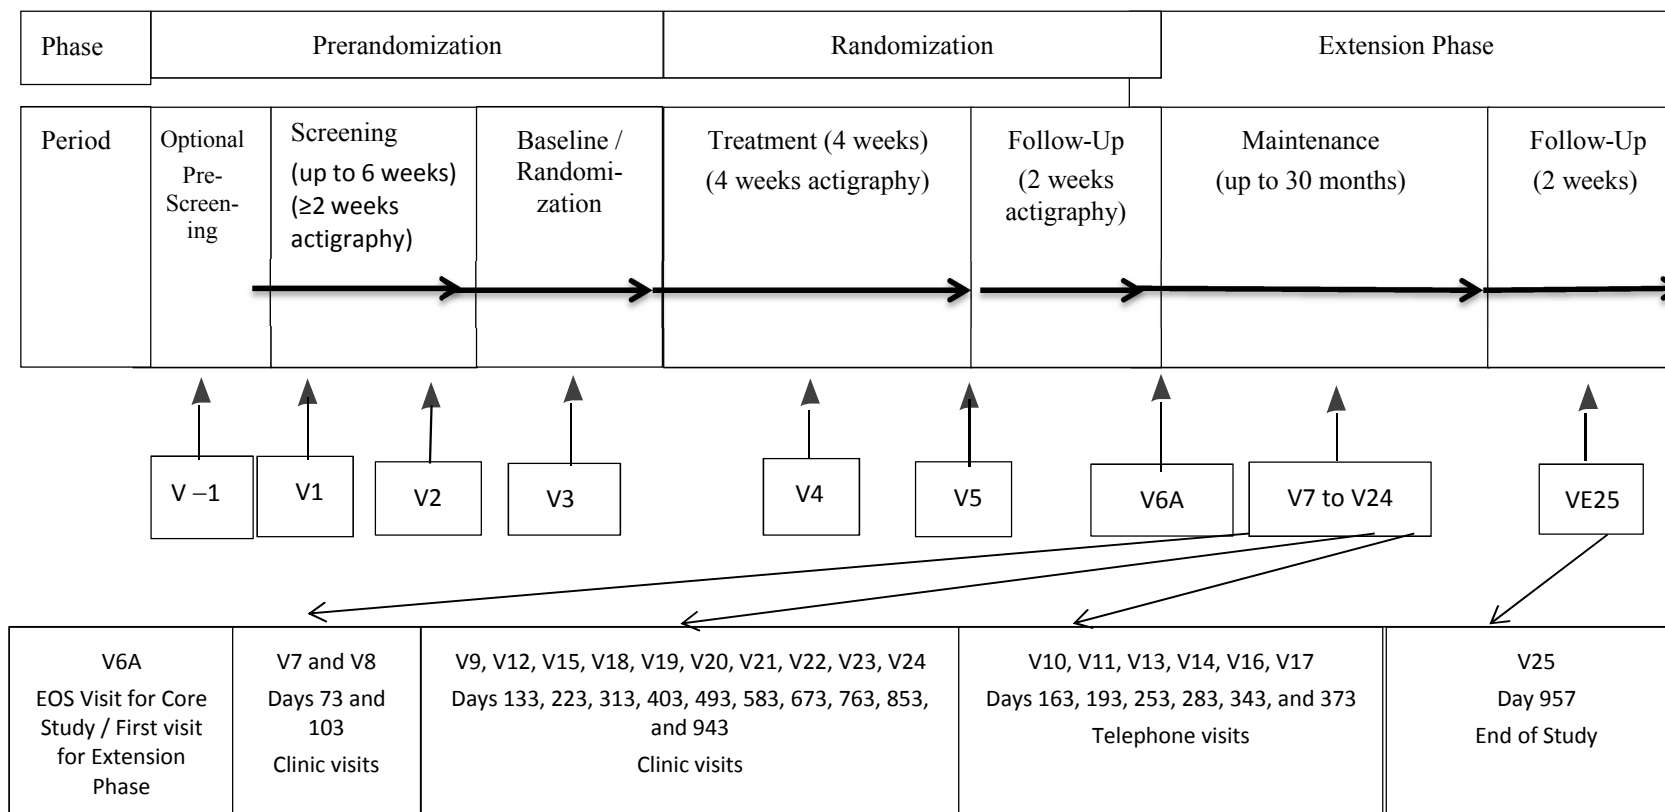 Phase
Prerandomization
Randomization
Extension Phase
Period
Optional
Pre-
Screen-
ing
Screening
(up to 6 weeks)
(≥2 weeks
actigraphy)
Baseline /
Randomi-
zation
Treatment (4 weeks)
(4 weeks actigraphy)
Follow-Up
(2 weeks
actigraphy)
Maintenance
(up to 30 months)
Follow-Up
(2 weeks)
V –1
V1
V2
V3
V4
V5
V6A
V7 to V24
VE25
V6A
EOS Visit for Core
Study / First visit
for Extension
Phase
V7 and V8
Days 73 and
103
Clinic visits
V9, V12, V15, V18, V19, V20, V21, V22, V23, V24
Days 133, 223, 313, 403, 493, 583, 673, 763, 853,
and 943
Clinic visits
V10, V11, V13, V14, V16, V17
Days 163, 193, 253, 283, 343, and 373
Telephone visits
V25
Day 957
End of Study